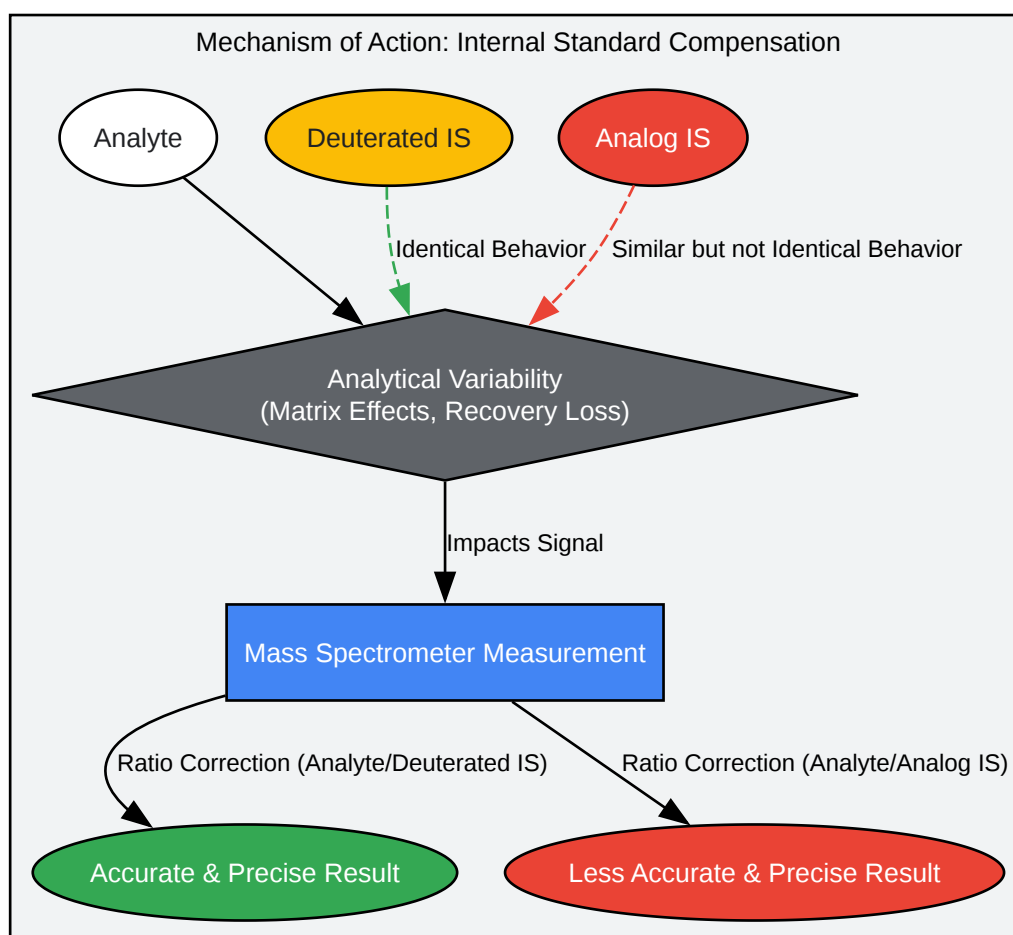 Mechanism of Action: Internal Standard Compensation
Analyte
Deuterated IS
Analog IS
Identical Behavior
Similar but not Identical Behavior
Analytical Variability
(Matrix Effects, Recovery Loss)
Impacts Signal
Mass Spectrometer Measurement
Ratio Correction (Analyte/Deuterated IS)
Ratio Correction (Analyte/Analog IS)
Accurate & Precise Result
Less Accurate & Precise Result